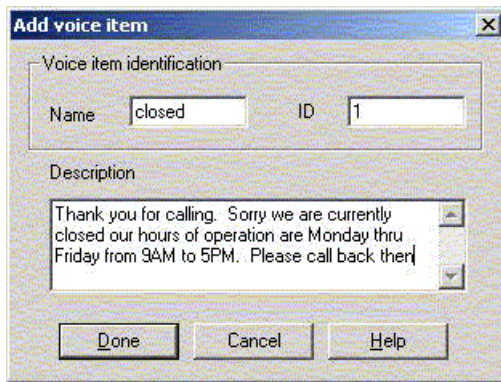 Add voice item
Voice item identification
Name closed ID 1
Description
Thank you for calling.  Sorry we are currently
closed our hours of operation are Monday thru
Friday from 9AM to 5PM.  Please call back then
Done Cancel Help